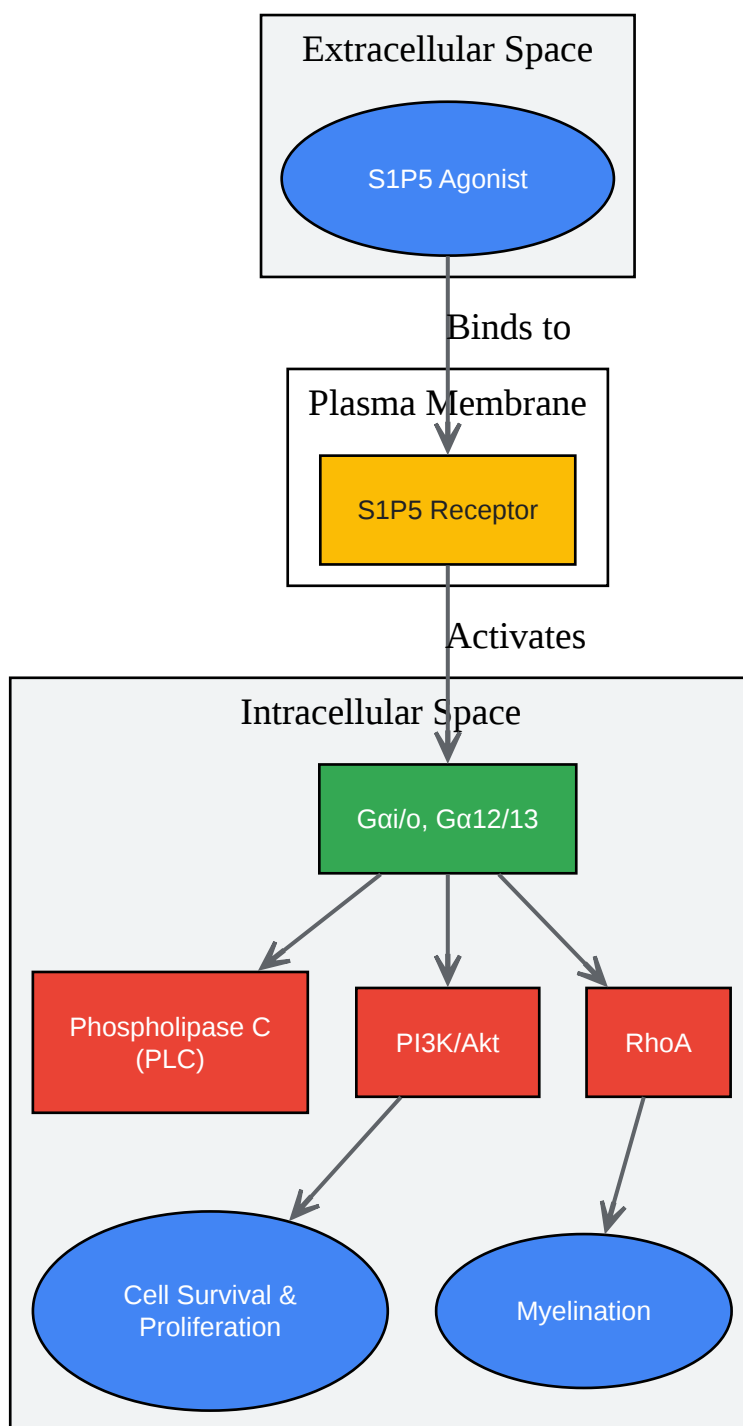 Extracellular Space
S1P5 Agonist
Binds to
Plasma Membrane
S1P5 Receptor
Activates
Intracellular Space
Gαi/o, Gα12/13
Phospholipase C
(PLC)
PI3K/Akt
RhoA
Cell Survival &
Proliferation
Myelination